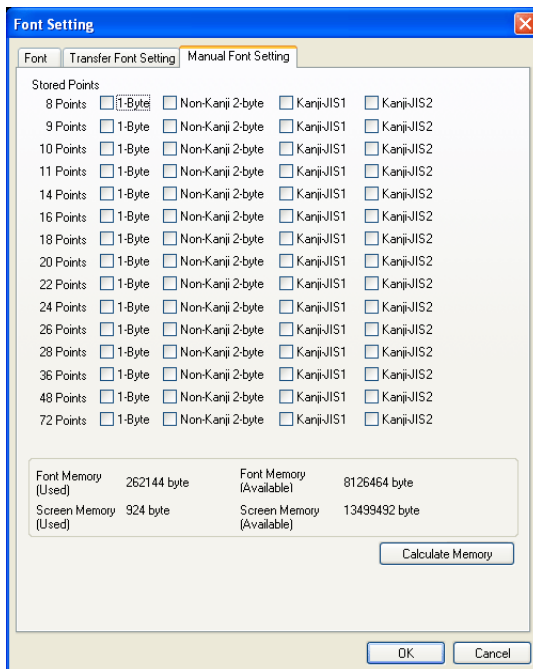 Font Setting
Font Transfer Font Setting Manual Font Setting
Stored Points
8 Points 1-Byte Non-Kanji 2-byte Kanji-JIS1 Kanji-JIS2
9 Points 1-Byte Non-Kanji 2-byte Kanji-JIS1 Kanji-JIS2
10 Points 1-Byte Non-Kanji 2-byte Kanji-JIS1 Kanji-JIS2
11 Points 1-Byte Non-Kanji 2-byte Kanji-JIS1 Kanji-JIS2
14 Points 1-Byte Non-Kanji 2-byte Kanji-JIS1 Kanji-JIS2
16 Points 1-Byte Non-Kanji 2-byte Kanji-JIS1 Kanji-JIS2
18 Points 1-Byte Non-Kanji 2-byte Kanji-JIS1 Kanji-JIS2
20 Points 1-Byte Non-Kanji 2-byte Kanji-JIS1 Kanji-JIS2
22 Points 1-Byte Non-Kanji 2-byte Kanji-JIS1 Kanji-JIS2
24 Points 1-Byte Non-Kanji 2-byte Kanji-JIS1 Kanji-JIS2
26 Points 1-Byte Non-Kanji 2-byte Kanji-JIS1 Kanji-JIS2
28 Points 1-Byte Non-Kanji 2-byte Kanji-JIS1 Kanji-JIS2
36 Points 1-Byte Non-Kanji 2-byte Kanji-JIS1 Kanji-JIS2
48 Points 1-Byte Non-Kanji 2-byte Kanji-JIS1 Kanji-JIS2
72 Points 1-Byte Non-Kanji 2-byte Kanji-JIS1 Kanji-JIS2
Font Memory (Used) 262144 byte Font Memory (Available) 8126464 byte
Screen Memory (Used) 924 byte Screen Memory (Available) 13499492 byte
Calculate Memory
OK Cancel